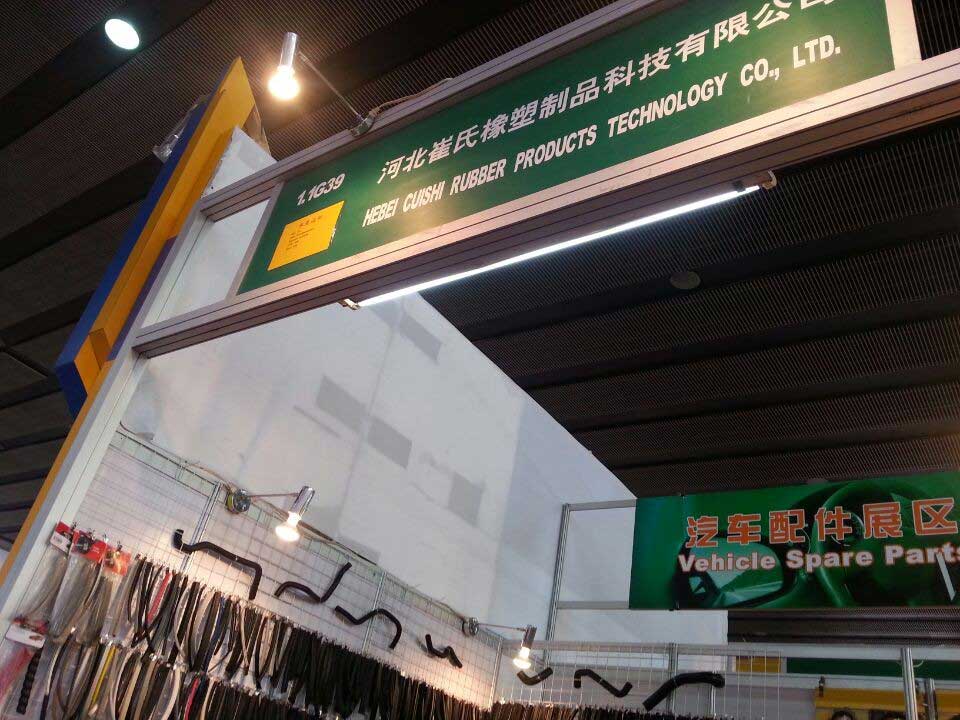 1.1G39
河北崔氏橡塑制品科技有限公司
HEBEI CUISHI RUBBER PRODUCTS TECHNOLOGY CO., LTD.
汽车配件展区
Vehicle Spare Parts